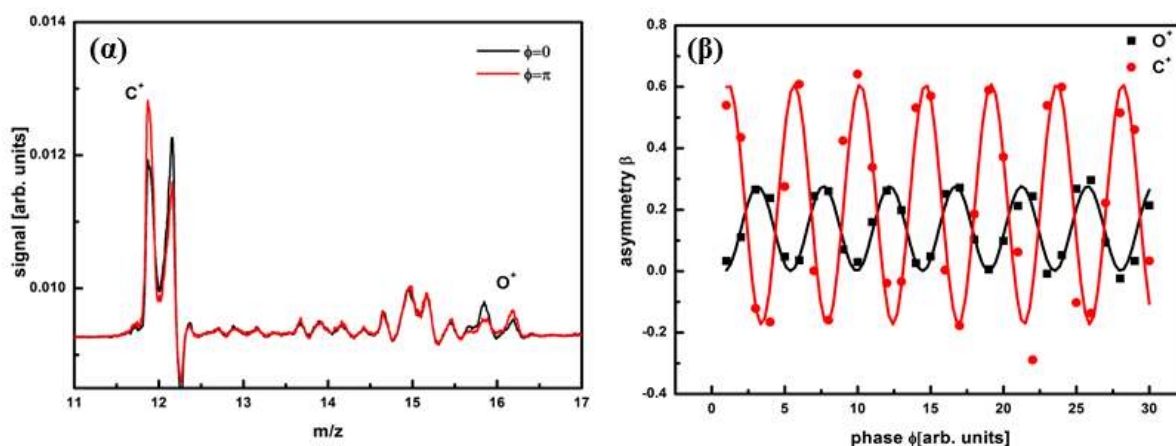 (α)
C⁺
ϕ=0
ϕ=π
O⁺
signal [arb. units]
0.014
0.012
0.010
11 12 13 14 15 16 17
m/z
(β)
O⁺
C⁺
asymmetry β
0.8
0.6
0.4
0.2
0.0
-0.2
-0.4
0 5 10 15 20 25 30
phase ϕ[arb. units]